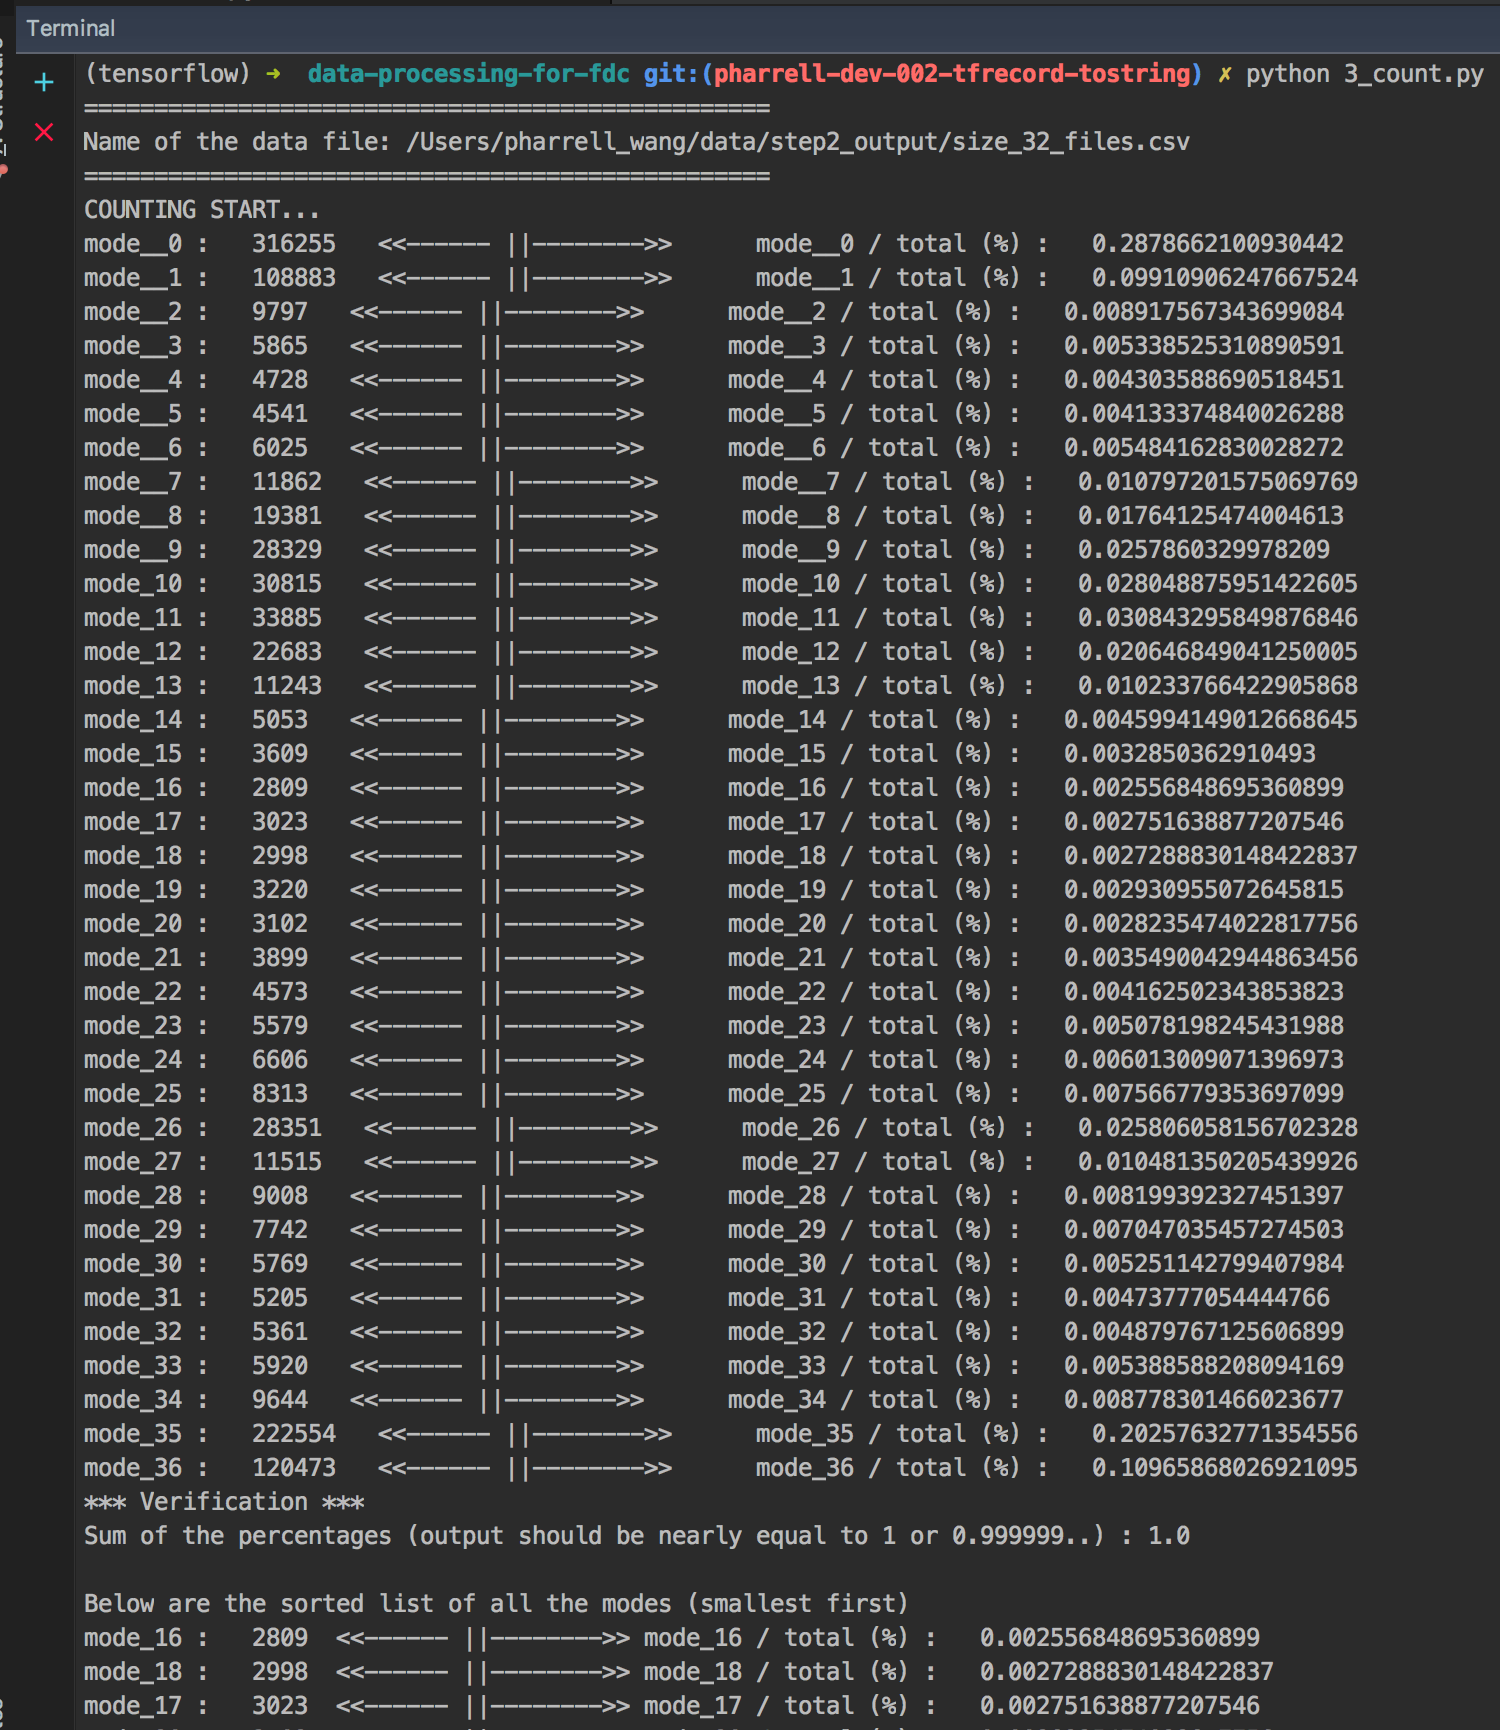 Terminal
(tensorflow) ➜  data-processing-for-fdc git:(pharrell-dev-002-tfrecord-tostring) ✗ python 3_count.py
=================================================
Name of the data file: /Users/pharrell_wang/data/step2_output/size_32_files.csv
=================================================
COUNTING START...
mode__0 :   316255   <<------ ||-------->>      mode__0 / total (%) :   0.2878662100930442
mode__1 :   108883   <<------ ||-------->>      mode__1 / total (%) :   0.09910906247667524
mode__2 :   9797   <<------ ||-------->>      mode__2 / total (%) :   0.008917567343699084
mode__3 :   5865   <<------ ||-------->>      mode__3 / total (%) :   0.005338525310890591
mode__4 :   4728   <<------ ||-------->>      mode__4 / total (%) :   0.004303588690518451
mode__5 :   4541   <<------ ||-------->>      mode__5 / total (%) :   0.004133374840026288
mode__6 :   6025   <<------ ||-------->>      mode__6 / total (%) :   0.005484162830028272
mode__7 :   11862   <<------ ||-------->>      mode__7 / total (%) :   0.010797201575069769
mode__8 :   19381   <<------ ||-------->>      mode__8 / total (%) :   0.01764125474004613
mode__9 :   28329   <<------ ||-------->>      mode__9 / total (%) :   0.02578603299782​09
mode_10 :   30815   <<------ ||-------->>      mode_10 / total (%) :   0.028048875951422605
mode_11 :   33885   <<------ ||-------->>      mode_11 / total (%) :   0.030843295849876846
mode_12 :   22683   <<------ ||-------->>      mode_12 / total (%) :   0.020646849041250005
mode_13 :   11243   <<------ ||-------->>      mode_13 / total (%) :   0.010233766422905868
mode_14 :   5053   <<------ ||-------->>      mode_14 / total (%) :   0.0045994149012668645
mode_15 :   3609   <<------ ||-------->>      mode_15 / total (%) :   0.0032850362910493
mode_16 :   2809   <<------ ||-------->>      mode_16 / total (%) :   0.002556848695360899
mode_17 :   3023   <<------ ||-------->>      mode_17 / total (%) :   0.002751638877207546
mode_18 :   2998   <<------ ||-------->>      mode_18 / total (%) :   0.0027288830148422837
mode_19 :   3220   <<------ ||-------->>      mode_19 / total (%) :   0.002930955072645815
mode_20 :   3102   <<------ ||-------->>      mode_20 / total (%) :   0.0028235474022817756
mode_21 :   3899   <<------ ||-------->>      mode_21 / total (%) :   0.0035490042944863456
mode_22 :   4573   <<------ ||-------->>      mode_22 / total (%) :   0.004162502343853823
mode_23 :   5579   <<------ ||-------->>      mode_23 / total (%) :   0.005078198245431988
mode_24 :   6606   <<------ ||-------->>      mode_24 / total (%) :   0.006013009071396973
mode_25 :   8313   <<------ ||-------->>      mode_25 / total (%) :   0.007566779353697099
mode_26 :   28351   <<------ ||-------->>      mode_26 / total (%) :   0.025806058156702328
mode_27 :   11515   <<------ ||-------->>      mode_27 / total (%) :   0.010481350205439926
mode_28 :   9008   <<------ ||-------->>      mode_28 / total (%) :   0.008199392327451397
mode_29 :   7742   <<------ ||-------->>      mode_29 / total (%) :   0.007047035457274503
mode_30 :   5769   <<------ ||-------->>      mode_30 / total (%) :   0.005251142799407984
mode_31 :   5205   <<------ ||-------->>      mode_31 / total (%) :   0.00473777054444766
mode_32 :   5361   <<------ ||-------->>      mode_32 / total (%) :   0.004879767125606899
mode_33 :   5920   <<------ ||-------->>      mode_33 / total (%) :   0.005388588208094169
mode_34 :   9644   <<------ ||-------->>      mode_34 / total (%) :   0.008778301466023677
mode_35 :   222554   <<------ ||-------->>      mode_35 / total (%) :   0.20257632771354556
mode_36 :   120473   <<------ ||-------->>      mode_36 / total (%) :   0.10965868026921095
*** Verification ***
Sum of the percentages (output should be nearly equal to 1 or 0.999999..) : 1.0
Below are the sorted list of all the modes (smallest first)
mode_16 :   2809  <<------ ||-------->> mode_16 / total (%) :   0.002556848695360899
mode_18 :   2998  <<------ ||-------->> mode_18 / total (%) :   0.0027288830148422837
mode_17 :   3023  <<------ ||-------->> mode_17 / total (%) :   0.002751638877207546